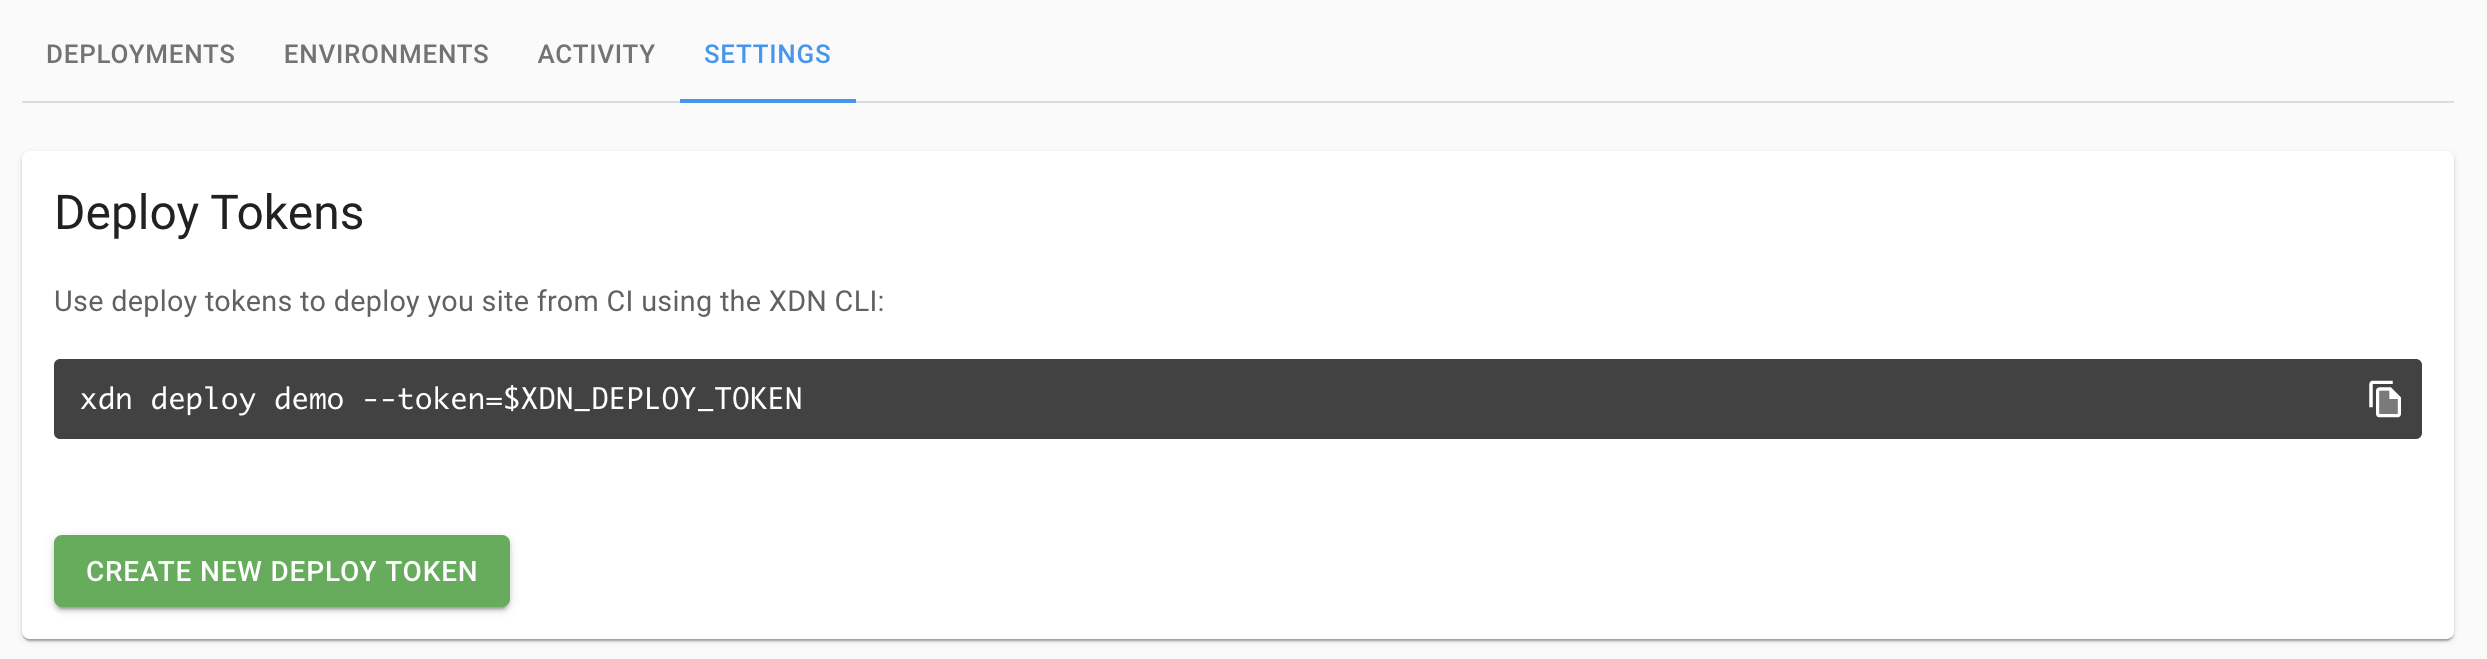 DEPLOYMENTS ENVIRONMENTS ACTIVITY SETTINGS
Deploy Tokens
Use deploy tokens to deploy you site from CI using the XDN CLI:
xdn deploy demo --token=$XDN_DEPLOY_TOKEN
CREATE NEW DEPLOY TOKEN